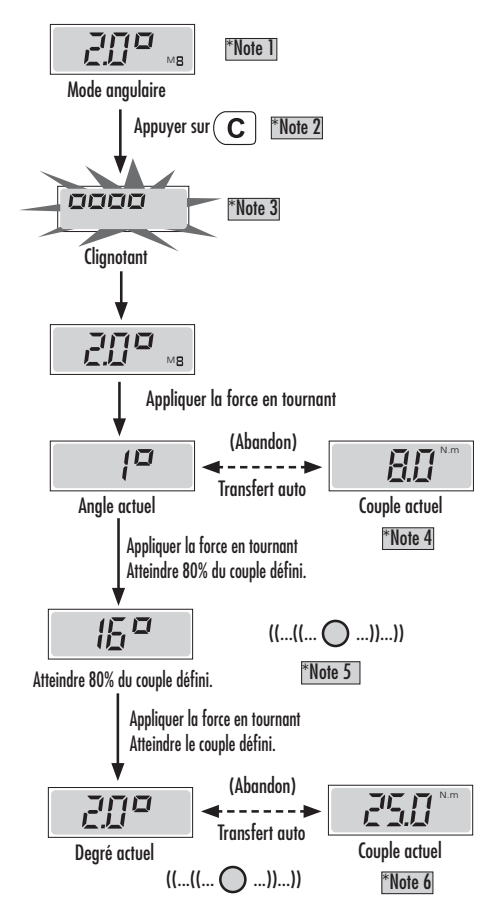 2.0° M8
*Note 1
Mode angulaire
Appuyer sur C
*Note 2
*Note 3
Clignotant
2.0° M8
Appliquer la force en tournant
1°
(Abandon)
Transfert auto
8.0 N.m
Angle actuel
Couple actuel
*Note 4
Appliquer la force en tournant
Atteindre 80% du couple défini.
16°
((...((... ...))...))
*Note 5
Atteindre 80% du couple défini.
Appliquer la force en tournant
Atteindre le couple défini.
2.0°
(Abandon)
Transfert auto
25.0 N.m
Degré actuel
Couple actuel
((...((... ...))...))
*Note 6